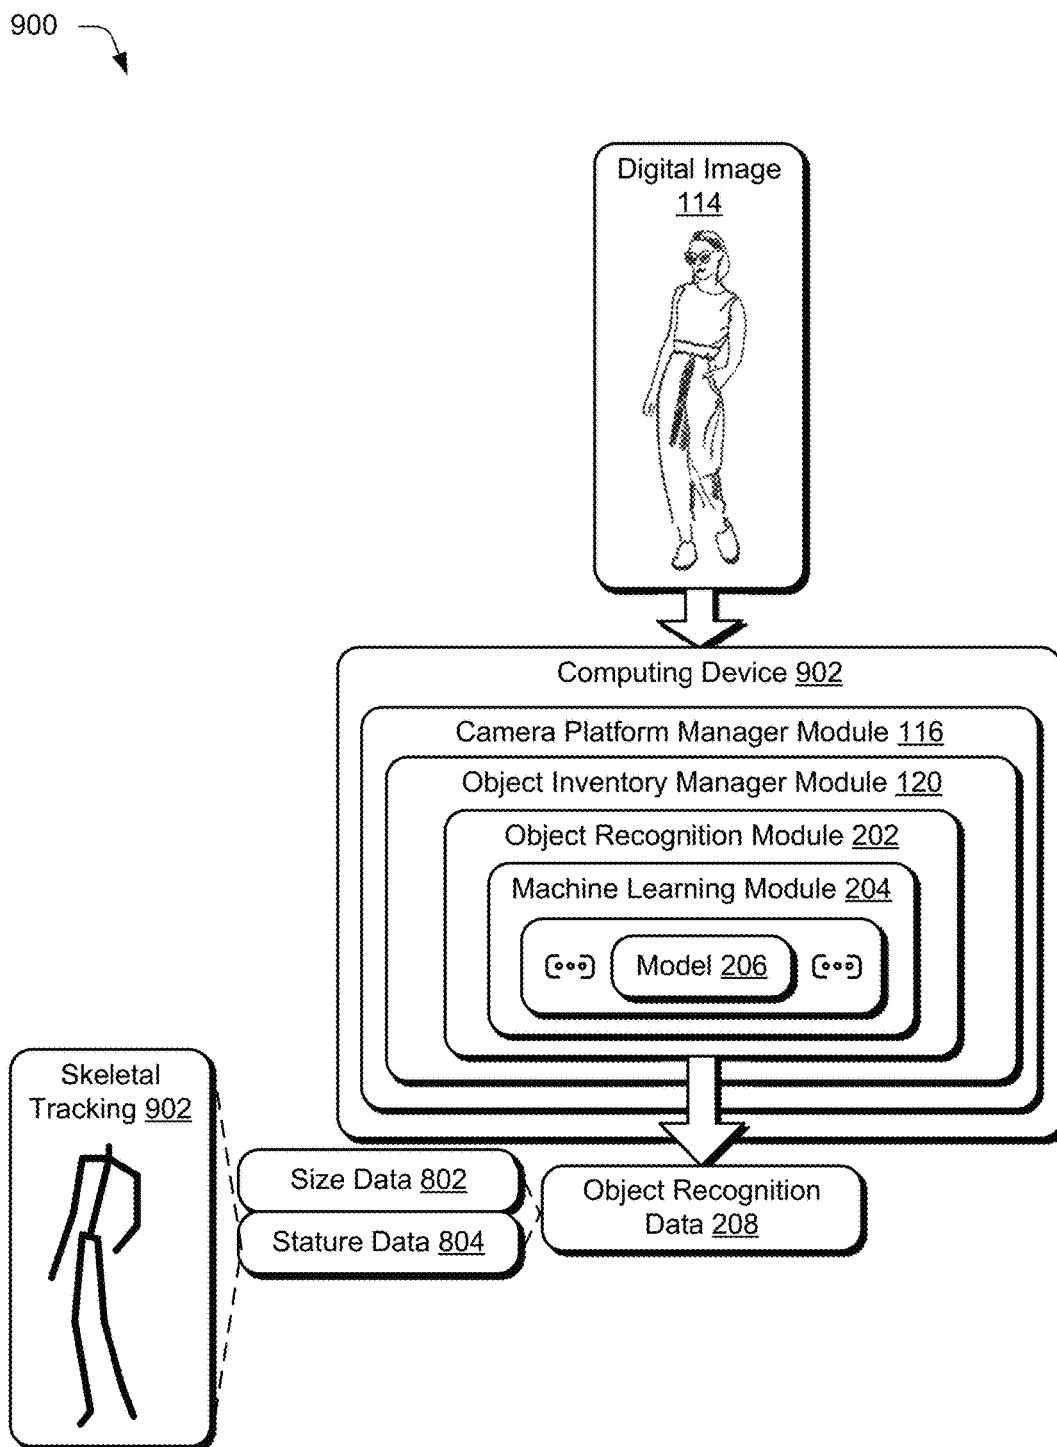 900
Digital Image
114
Computing Device 902
Camera Platform Manager Module 116
Object Inventory Manager Module 120
Object Recognition Module 202
Machine Learning Module 204
Model 206
Skeletal
Tracking 902
Size Data 802
Stature Data 804
Object Recognition
Data 208